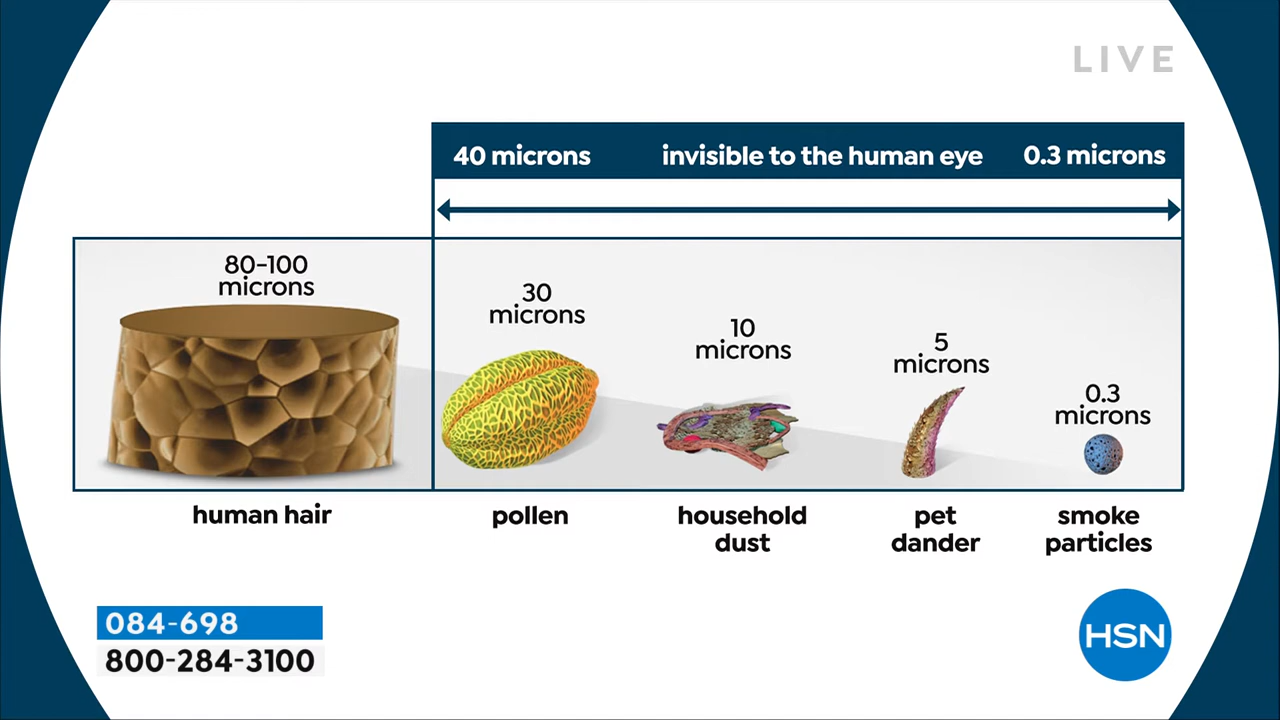 LIVE
40 microns invisible to the human eye 0.3 microns
80-100
microns
30
microns
10
microns
5
microns
0.3
microns
human hair
pollen
household
dust
pet
dander
smoke
particles
084-698
800-284-3100
HSN